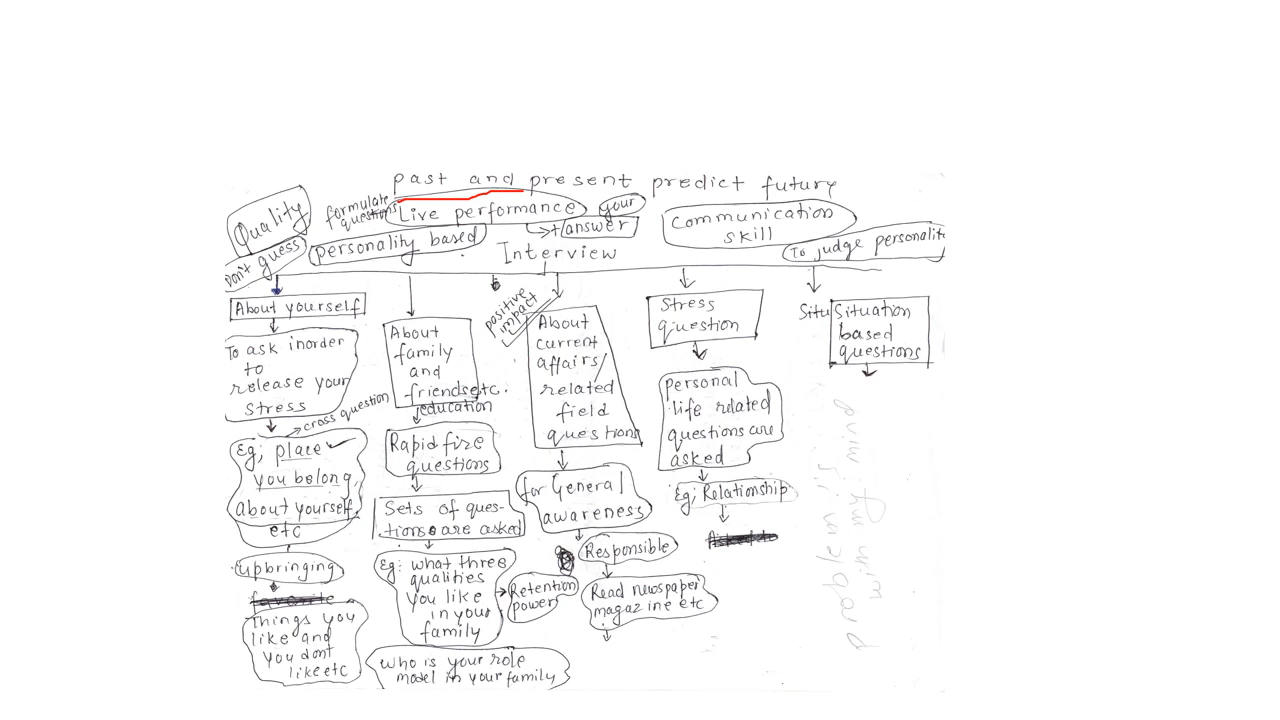 past and present predict future
Quality
formulate
questions
Live performance
your
→ answer
Communication
skill
Don't guess
personality based
Interview
To judge personalit
About yourself
To ask inorder
to
release your
stress
→ cross question
Eg; place
you belong
about yourself
etc
Upbringing
Things you
like and
you dont
like etc
About
family
and
friends etc.
education
Rapid fire
questions
Sets of ques-
tions are asked
Eg: what three
qualities
you like
in your
family
Retention
power
Who is your role
model in your family
positive
impact
About
current
affairs/
related
field
questions
for General
awareness
Responsible
Read newspaper
magazine etc
Stress
question
personal
life related
questions are
asked
Eg; Relationship
Situ
Situation
based
questions